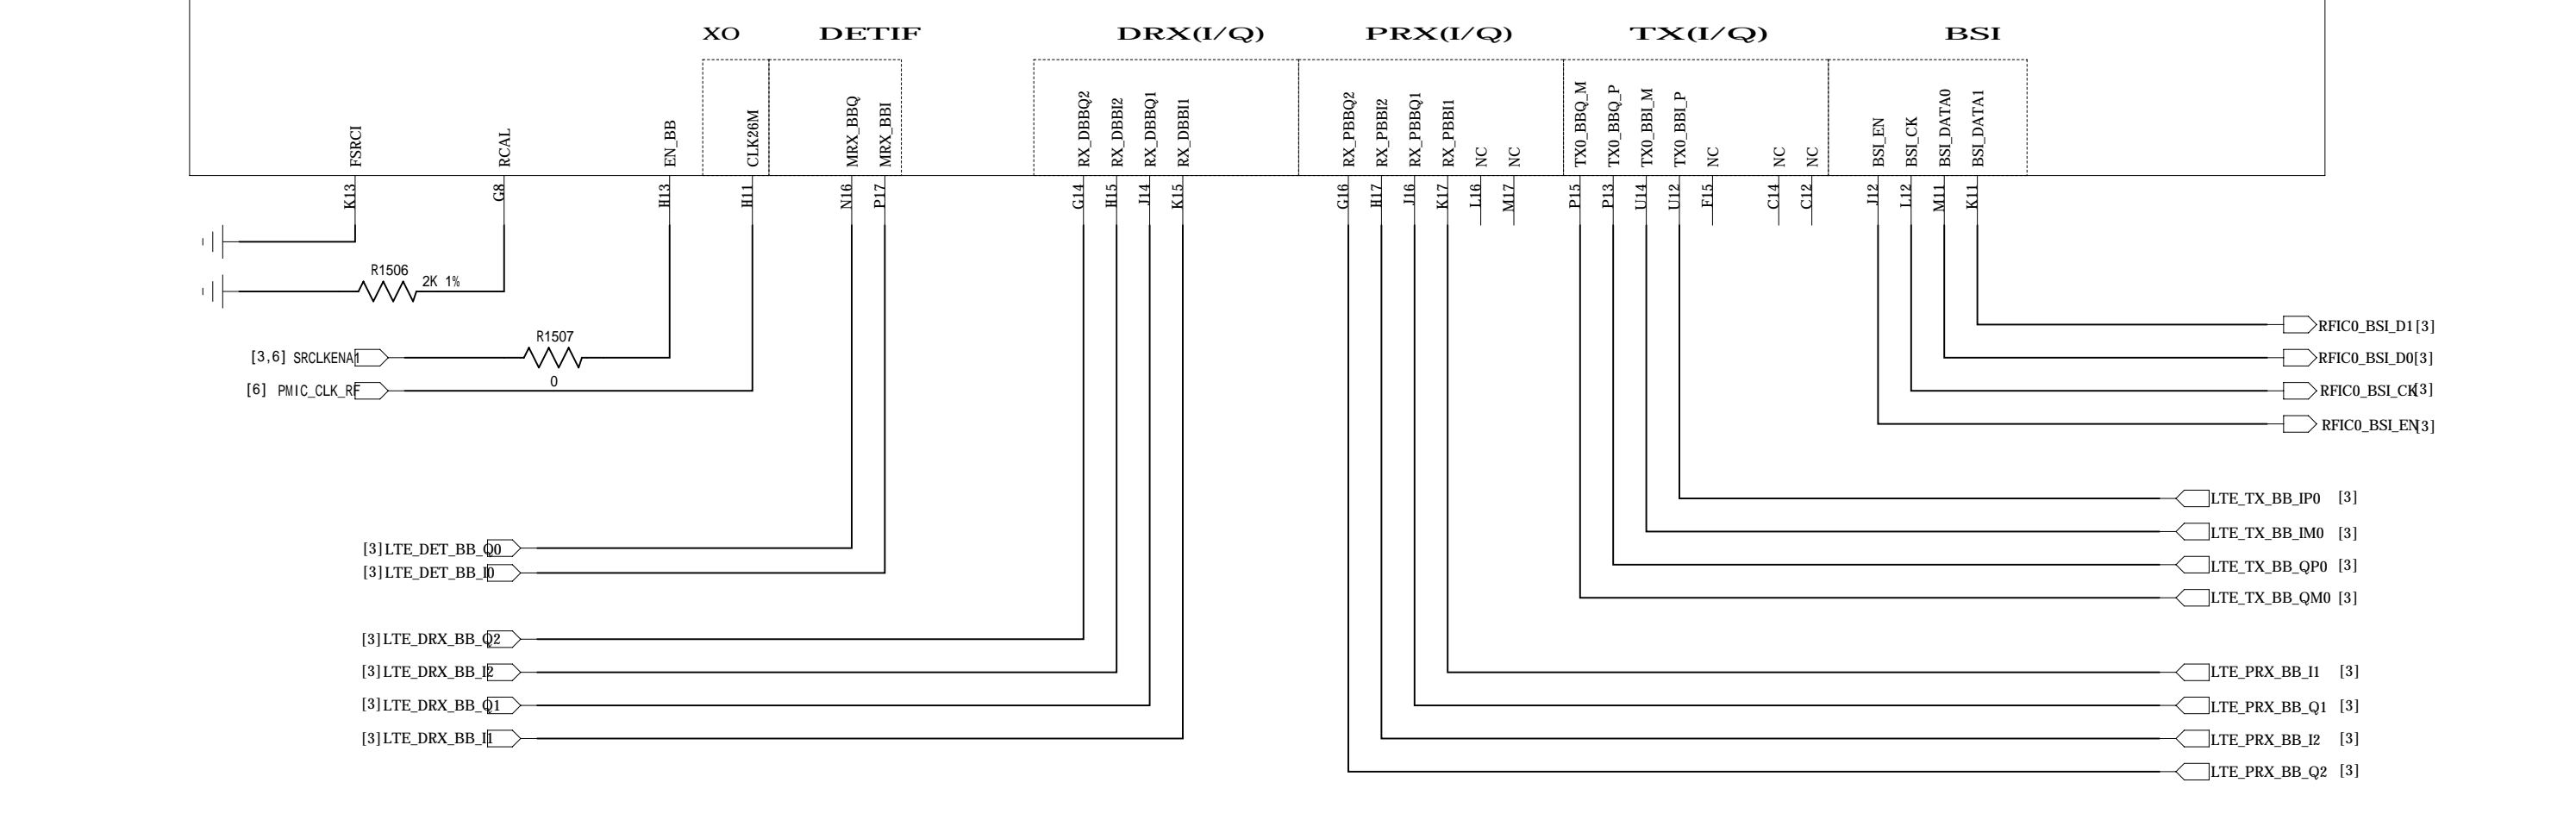 XO DETIF DRX(I/Q) PRX(I/Q) TX(I/Q) BSI
FSRCI
RCAL
EN_BB
CLK26M
MRX_BBQ
MRX_BBI
RX_DBBQ2
RX_DBBI2
RX_DBBQ1
RX_DBBI1
RX_PBBQ2
RX_PBBI2
RX_PBBQ1
RX_PBBI1
NC
NC
TX0_BBQ_M
TX0_BBQ_P
TX0_BBI_M
TX0_BBI_P
NC
NC
NC
BSI_EN
BSI_CK
BSI_DATA0
BSI_DATA1
K13
G8
H13
H11
N16
P17
G14
H15
J14
K15
G16
H17
J16
K17
L16
M17
P15
P13
U14
U12
F15
C14
C12
J12
L12
M11
K11
R1506
2K 1%
R1507
0
[3,6] SRCLKENA1
[6] PMIC_CLK_RF
RFIC0_BSI_D1[3]
RFIC0_BSI_D0[3]
RFIC0_BSI_CK[3]
RFIC0_BSI_EN[3]
LTE_TX_BB_IP0 [3]
LTE_TX_BB_IM0 [3]
LTE_TX_BB_QP0 [3]
LTE_TX_BB_QM0 [3]
[3]LTE_DET_BB_Q0
[3]LTE_DET_BB_I0
[3]LTE_DRX_BB_Q2
[3]LTE_DRX_BB_I2
[3]LTE_DRX_BB_Q1
[3]LTE_DRX_BB_I1
LTE_PRX_BB_I1 [3]
LTE_PRX_BB_Q1 [3]
LTE_PRX_BB_I2 [3]
LTE_PRX_BB_Q2 [3]